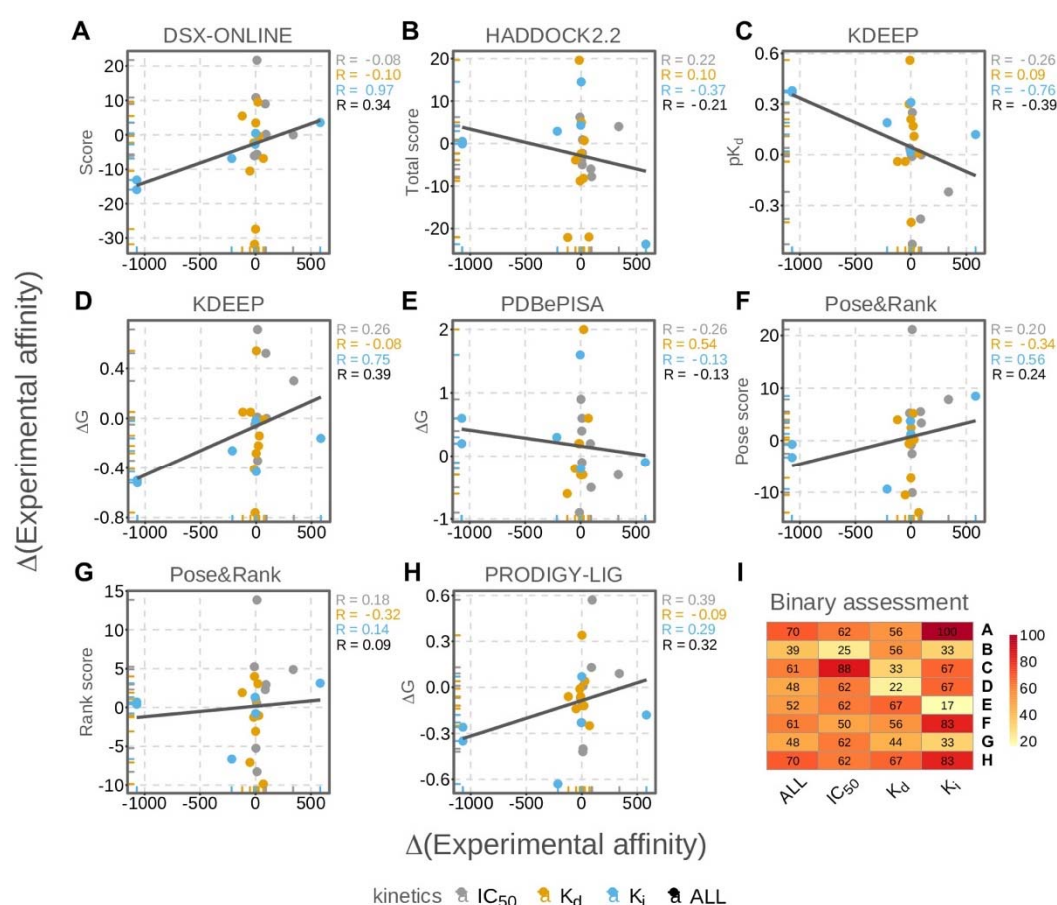 A DSX-ONLINE
R = -0.08
R = -0.10
R = 0.97
R = 0.34
Score
20
10
0
-10
-20
-30
-1000 -500 0 500
B HADDOCK2.2
R = 0.22
R = 0.10
R = -0.37
R = -0.21
Total score
20
10
0
-10
-20
-1000 -500 0 500
C KDEEP
R = -0.26
R = 0.09
R = -0.76
R = -0.39
pKd
0.6
0.3
0.0
-0.3
-1000 -500 0 500
D KDEEP
R = 0.26
R = -0.08
R = 0.75
R = 0.39
ΔG
0.4
0.0
-0.4
-0.8
-1000 -500 0 500
E PDBePISA
R = -0.26
R = 0.54
R = -0.13
R = -0.13
ΔG
2
1
0
-1
-1000 -500 0 500
F Pose&Rank
R = 0.20
R = -0.34
R = 0.56
R = 0.24
Pose score
20
10
0
-10
-1000 -500 0 500
G Pose&Rank
R = 0.18
R = -0.32
R = 0.14
R = 0.09
Rank score
15
10
5
0
-5
-10
-1000 -500 0 500
H PRODIGY-LIG
R = 0.39
R = -0.09
R = 0.29
R = 0.32
ΔG
0.6
0.3
0.0
-0.3
-0.6
-1000 -500 0 500
I
Binary assessment
70 62 56 100 A
39 25 56 33 B
61 88 33 67 C
48 62 22 67 D
52 62 67 17 E
61 50 56 83 F
48 62 44 33 G
70 62 67 83 H
ALL IC50 Kd Ki
100
80
60
40
20
Δ(Experimental affinity)
Δ(Experimental affinity)
kinetics a IC50 a Kd a Ki a ALL